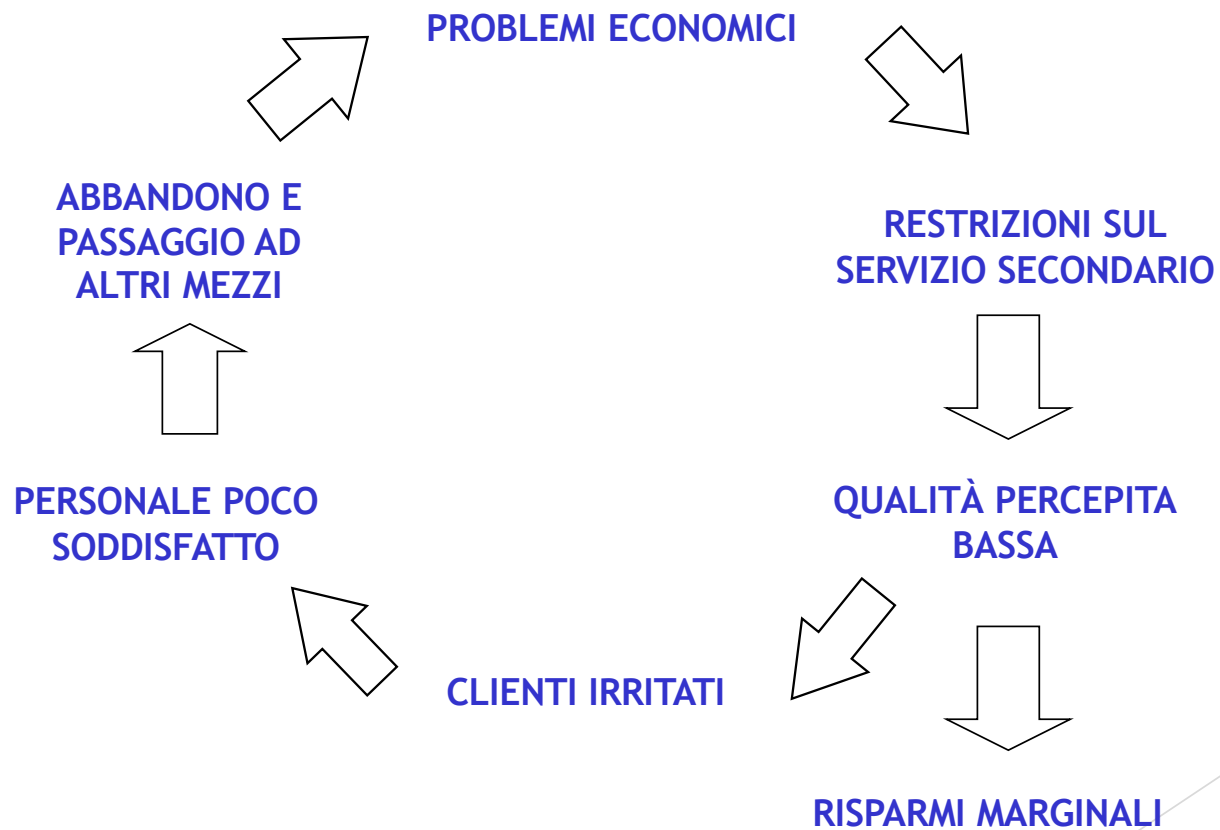 PROBLEMI ECONOMICI
ABBANDONO E
PASSAGGIO AD
ALTRI MEZZI
RESTRIZIONI SUL
SERVIZIO SECONDARIO
PERSONALE POCO
SODDISFATTO
QUALITÀ PERCEPITA
BASSA
CLIENTI IRRITATI
RISPARMI MARGINALI